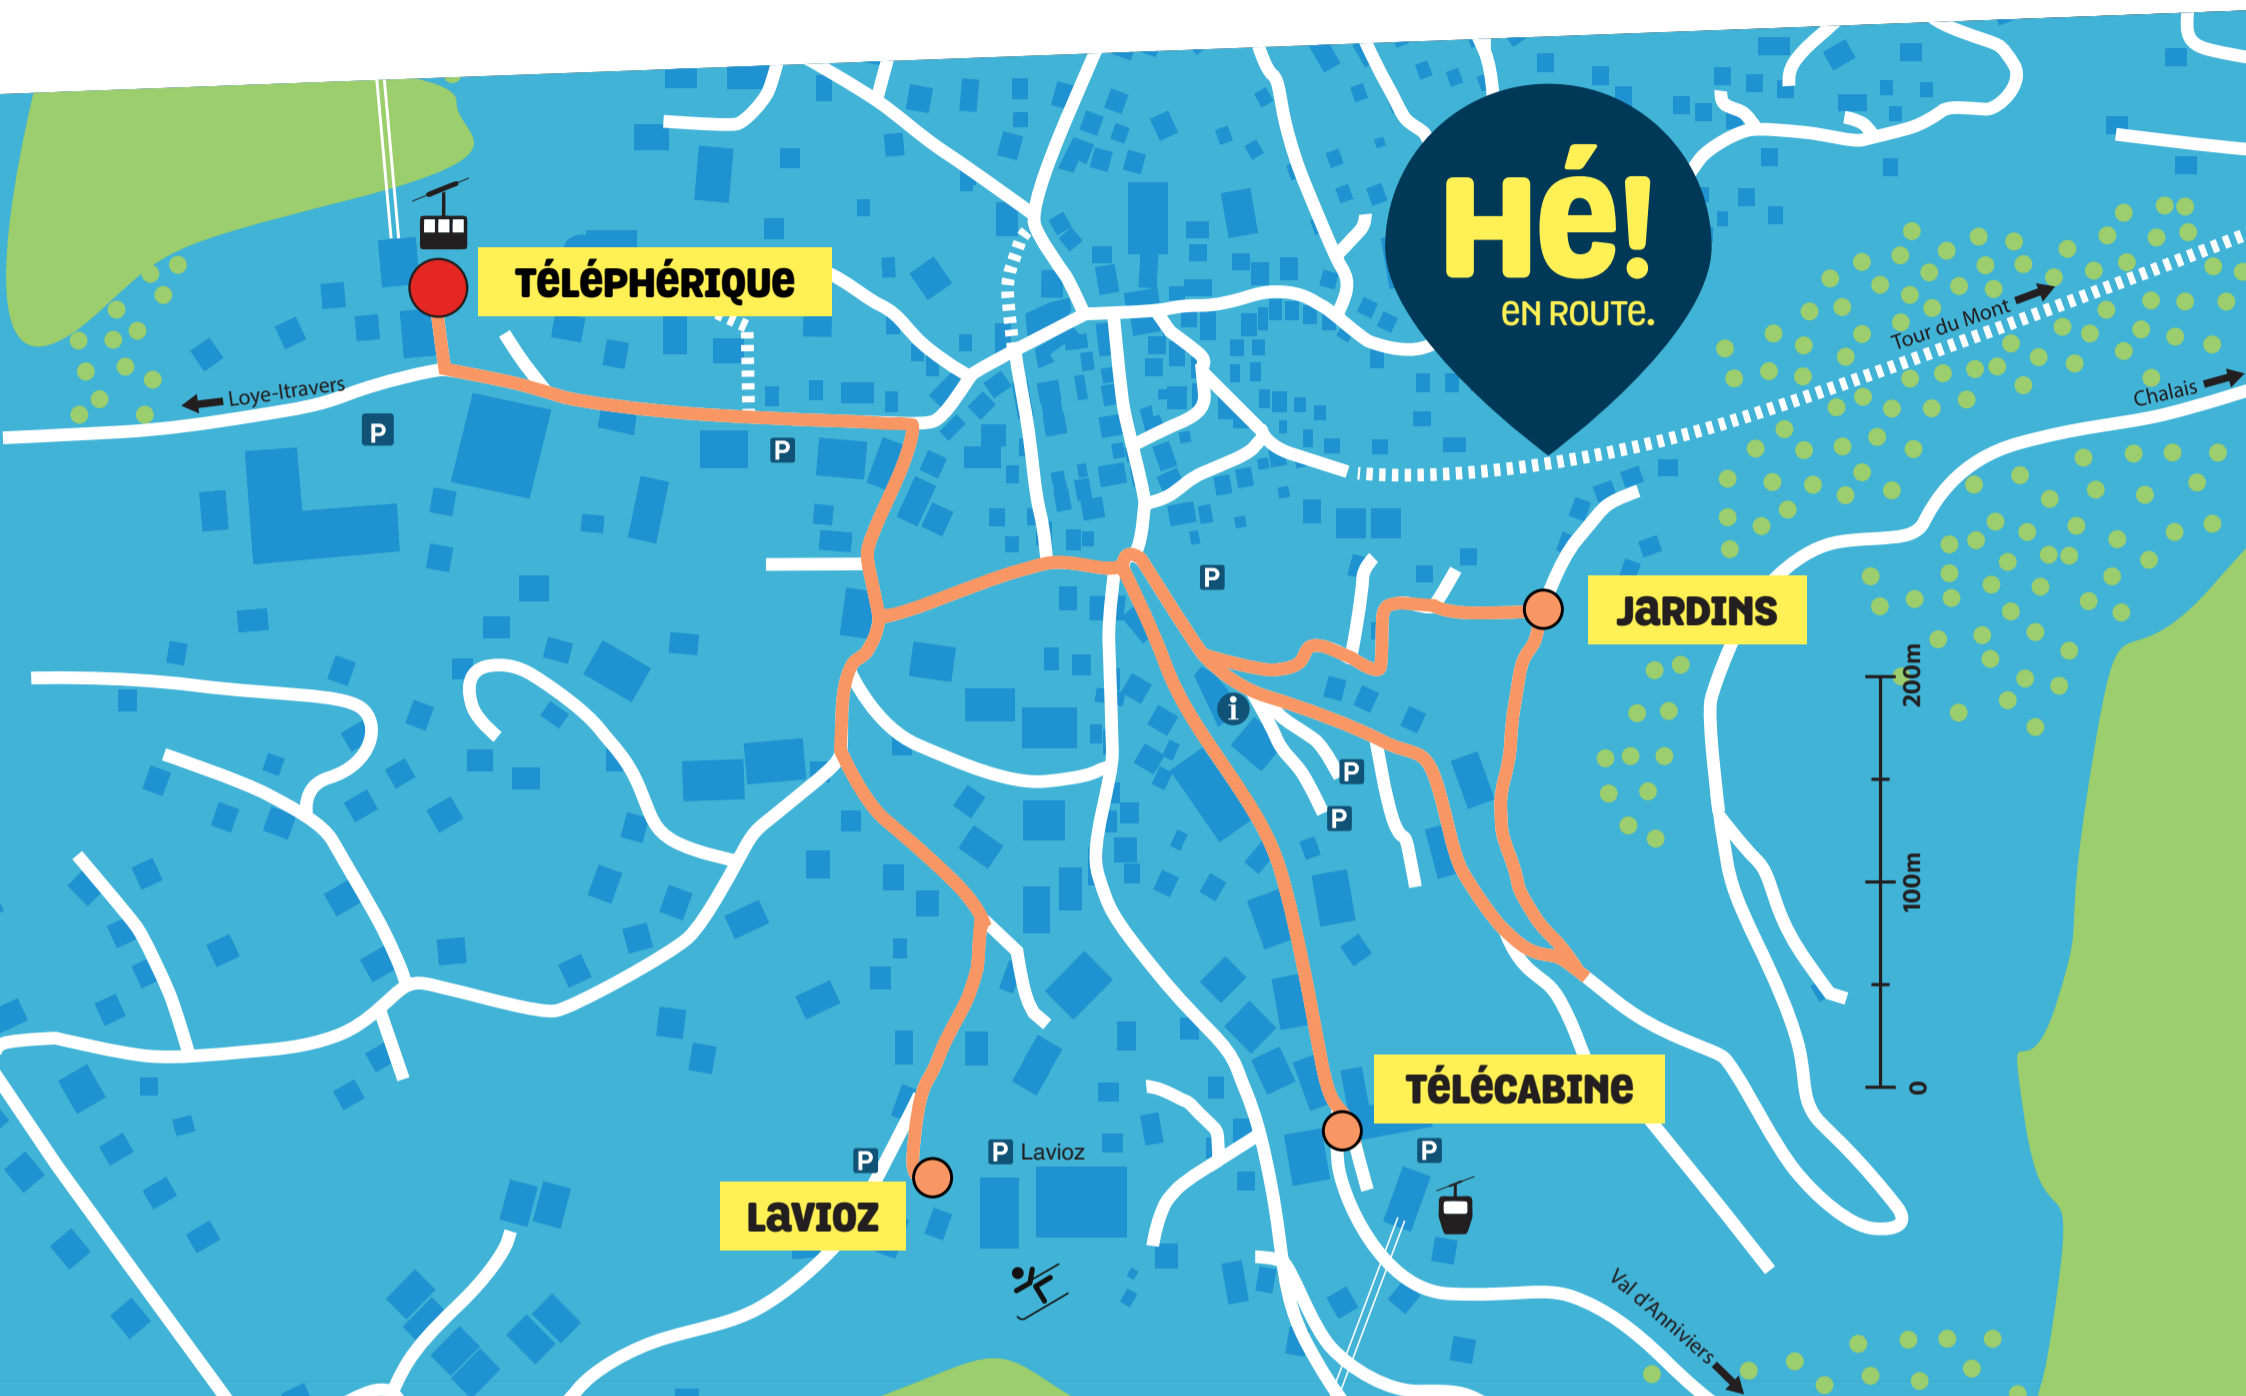 Hé!
en route.
Téléphérique
Tour du Mont
Chalais
Loye-Itravers
P
P
P
Jardins
200m
i
P
P
100m
Télécabine
0
P
P
P Lavioz
Lavioz
Val d'Anniviers